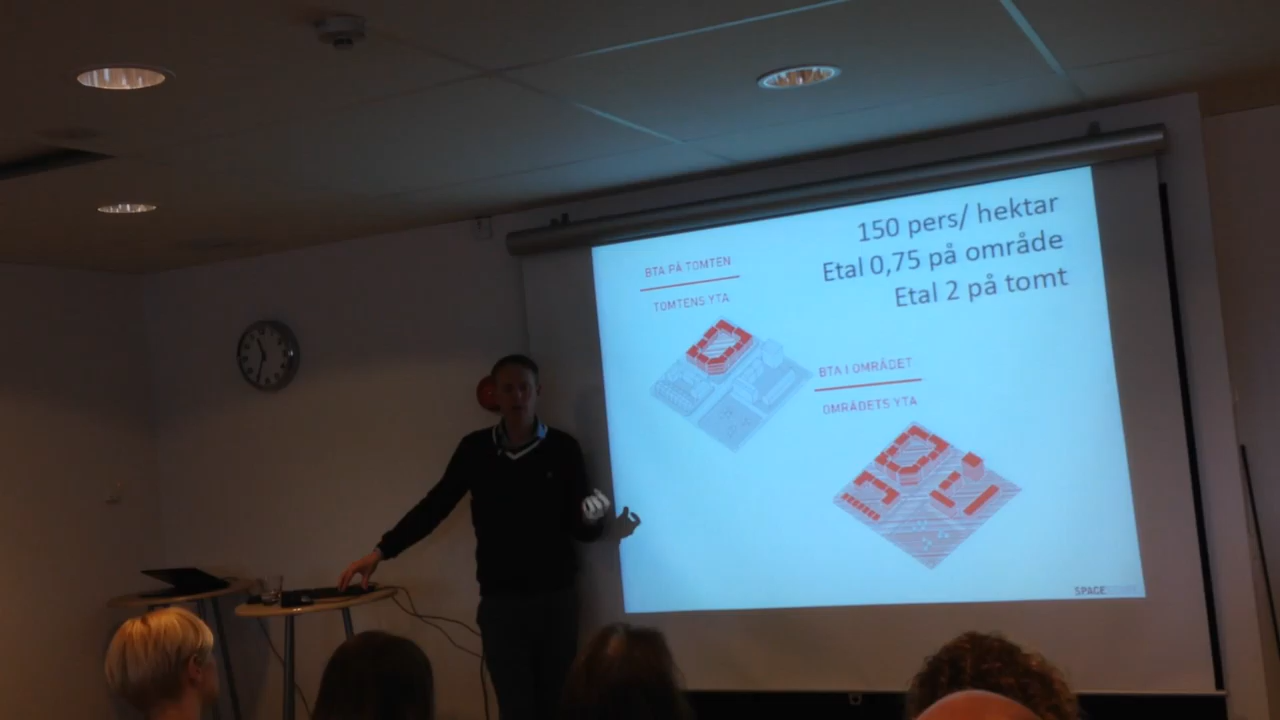 150 pers/ hektar
Etal 0,75 på område
Etal 2 på tomt
BTA PÅ TOMTEN
TOMTENS YTA
BTA I OMRÅDET
OMRÅDETS YTA
SPACE